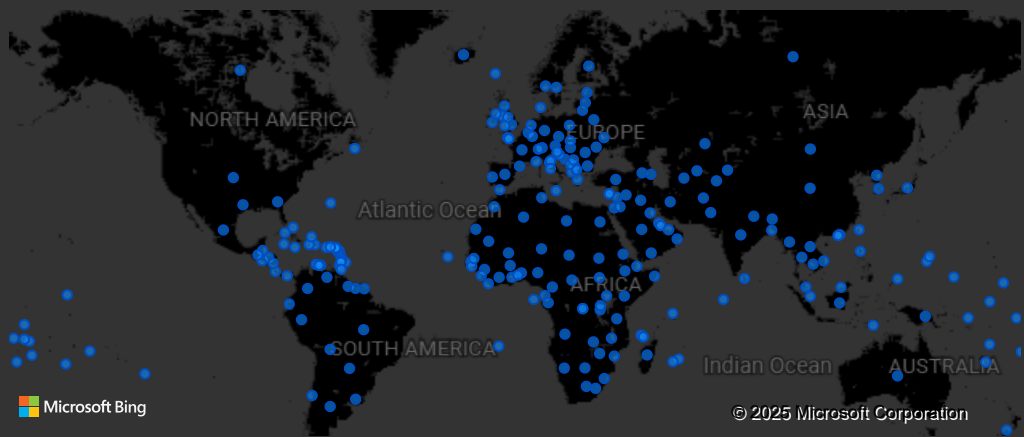 NORTH AMERICA
ASIA
EUROPE
Atlantic Ocean
AFRICA
SOUTH AMERICA
Indian Ocean
AUSTRALIA
Microsoft Bing
© 2025 Microsoft Corporation